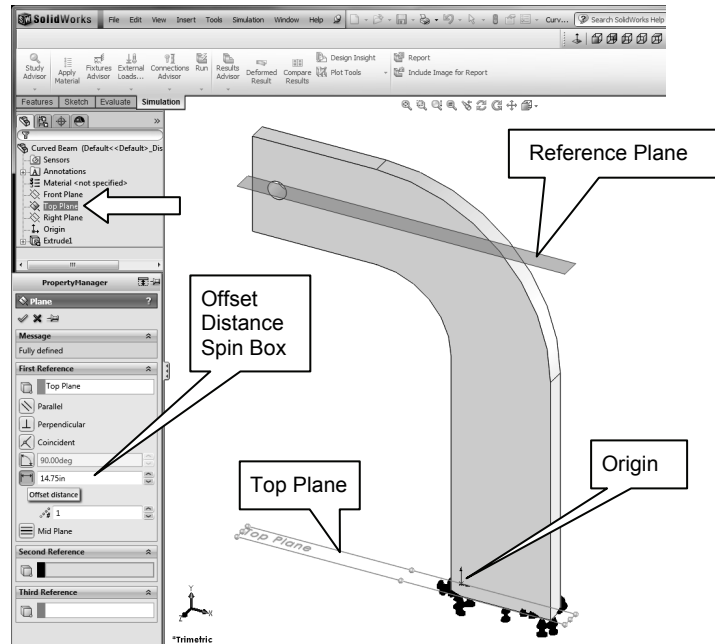 SolidWorks File Edit View Insert Tools Simulation Window Help Curv... Search SolidWorks Help
Study Advisor
Apply Material
Fixtures Advisor
External Loads...
Connections Advisor
Run
Results Advisor
Deformed Result
Compare Results
Design Insight
Plot Tools
Report
Include Image for Report
Features Sketch Evaluate Simulation
Curved Beam (Default<<Default>_Dis
Sensors
Annotations
Material <not specified>
Front Plane
Top Plane
Right Plane
Origin
Extrude1
PropertyManager
Plane ?
Message
Fully defined
First Reference
Top Plane
Parallel
Perpendicular
Coincident
90.00deg
14.75in
Offset distance
1
Mid Plane
Second Reference
Third Reference
Reference Plane
Offset
Distance
Spin Box
Top Plane
Origin
Top Plane
Y
Z
X
*Trimetric